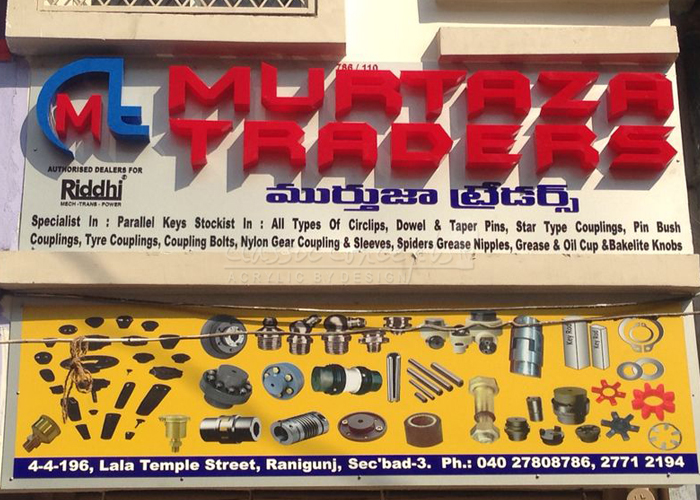 786 / 110
MURTAZA
TRADERS
AUTHORISED DEALERS FOR
Riddhi
MECH - TRANS - POWER
ముర్తుజా ట్రేడర్స్
Specialist In : Parallel Keys Stockist In : All Types Of Circlips, Dowel & Taper Pins, Star Type Couplings, Pin Bush
Couplings, Tyre Couplings, Coupling Bolts, Nylon Gear Coupling & Sleeves, Spiders Grease Nipples, Grease & Oil Cup &Bakelite Knobs
ACRYLIC BY DESIGN
4-4-196, Lala Temple Street, Ranigunj, Sec'bad-3. Ph.: 040 27808786, 2771 2194